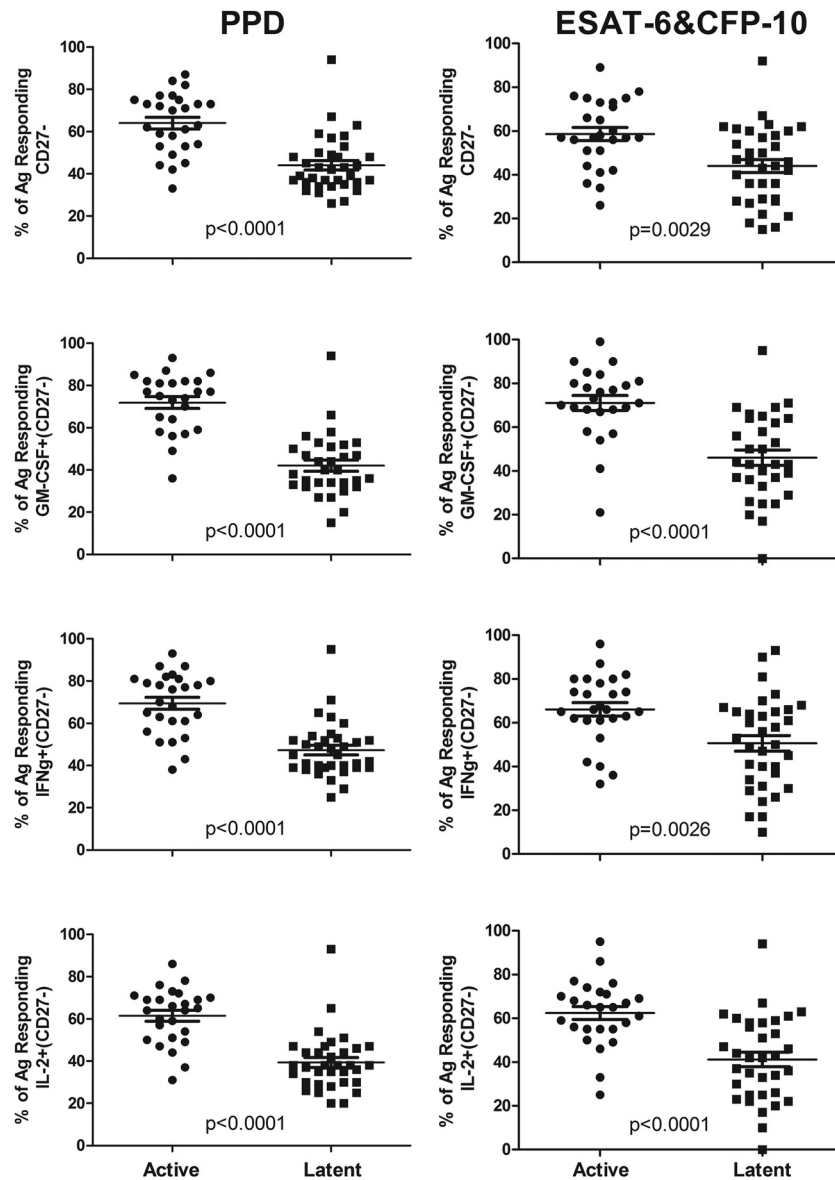 PPD
ESAT-6&CFP-10
% of Ag Responding
CD27-
100
80
60
40
20
0
p<0.0001
% of Ag Responding
CD27-
100
80
60
40
20
0
p=0.0029
% of Ag Responding
GM-CSF+(CD27-)
100
80
60
40
20
0
p<0.0001
% of Ag Responding
GM-CSF+(CD27-)
100
80
60
40
20
0
p<0.0001
% of Ag Responding
IFNg+(CD27-)
100
80
60
40
20
0
p<0.0001
% of Ag Responding
IFNg+(CD27-)
100
80
60
40
20
0
p=0.0026
% of Ag Responding
IL-2+(CD27-)
100
80
60
40
20
0
p<0.0001
Active
Latent
% of Ag Responding
IL-2+(CD27-)
100
80
60
40
20
0
p<0.0001
Active
Latent